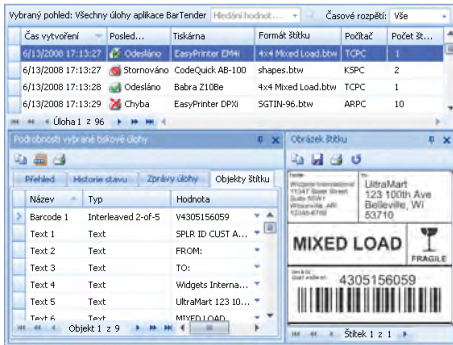 Vybraný pohled: Všechny úlohy aplikace BarTender Hledání hodnot.... Časové rozpětí: Vše
Čas vytvoření Posled... Tiskárna Formát štítku Počítač Počet št...
6/13/2008 17:13:27 Odesláno EasyPrinter EM4i 4x4 Mixed Load.btw TCPC 1
6/13/2008 17:13:27 Stornováno CodeQuick AB-100 shapes.btw KSPC 2
6/13/2008 17:13:28 Odesláno Babra Z10Be 4x4 Mixed Load.btw TCPC 1
6/13/2008 17:13:29 Chyba EasyPrinter DPXi SGTIN-96.btw ARPC 10
Úloha 1 z 96
Podrobnosti vybrané tiskové úlohy
Přehled Historie stavu Zprávy úlohy Objekty štítku
Název Typ Hodnota
Barcode 1 Interleaved 2-of-5 V4305156059
Text 1 Text SPLR ID CUST A...
Text 2 Text FROM:
Text 3 Text TO:
Text 4 Text Widgets Interna...
Text 5 Text UltraMart 123 10...
Text 6 Text MIXED LOAD
Objekt 1 z 9
Obrázek štítku
Widgets International
11347 Basin Street
UltraMart
123 100th Ave
Belleville, WI
53710
MIXED LOAD
FRAGILE
4305156059
Štítek 1 z 1